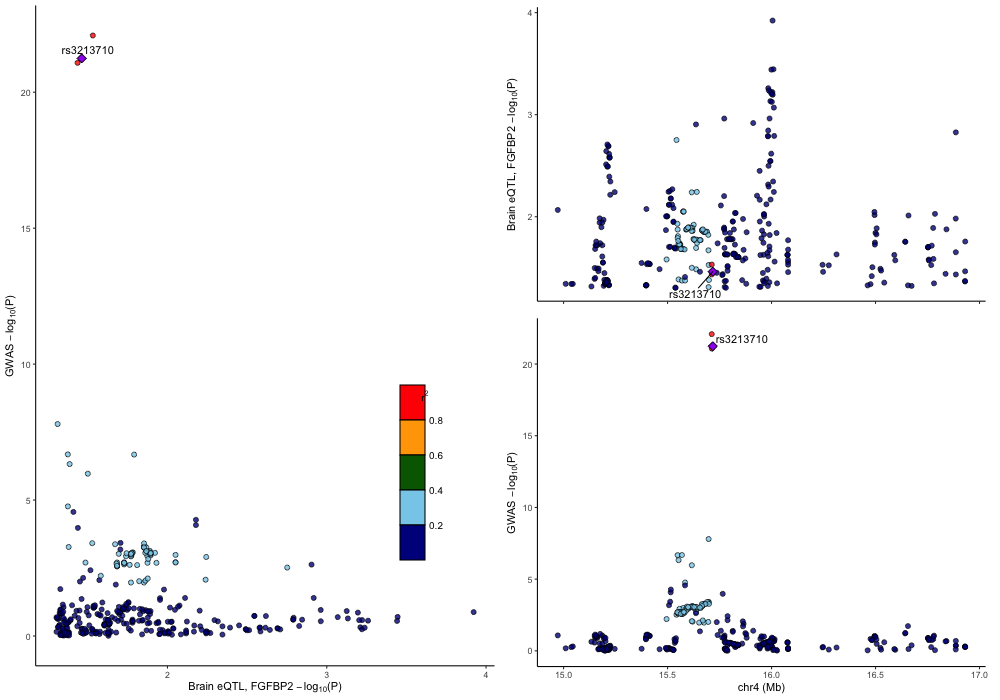 rs3213710
GWAS −log10(P)
20
15
10
5
0
r2
0.8
0.6
0.4
0.2
2
3
4
Brain eQTL, FGFBP2 −log10(P)
Brain eQTL, FGFBP2 −log10(P)
4
3
2
rs3213710
GWAS −log10(P)
rs3213710
20
15
10
5
0
15.0
15.5
16.0
16.5
17.0
chr4 (Mb)